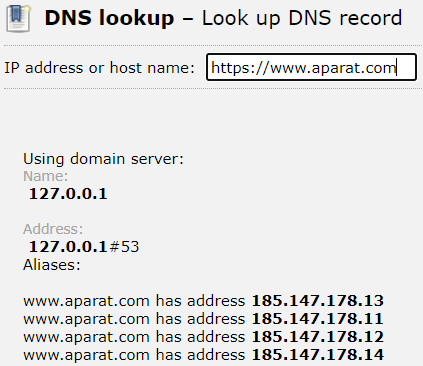 DNS lookup – Look up DNS record
IP address or host name: https://www.aparat.com
Using domain server:
Name:
127.0.0.1
Address:
127.0.0.1#53
Aliases:
www.aparat.com has address 185.147.178.13
www.aparat.com has address 185.147.178.11
www.aparat.com has address 185.147.178.12
www.aparat.com has address 185.147.178.14